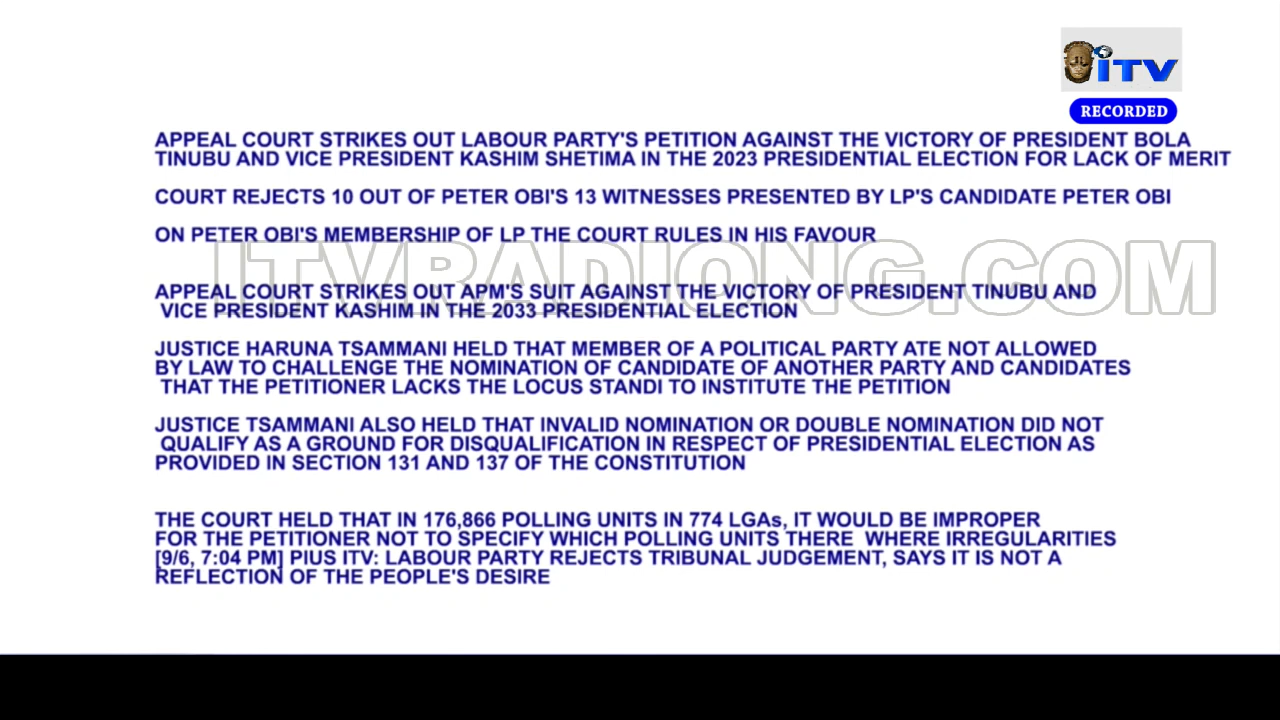 iTV
RECORDED
APPEAL COURT STRIKES OUT LABOUR PARTY'S PETITION AGAINST THE VICTORY OF PRESIDENT BOLA
TINUBU AND VICE PRESIDENT KASHIM SHETIMA IN THE 2023 PRESIDENTIAL ELECTION FOR LACK OF MERIT
COURT REJECTS 10 OUT OF PETER OBI'S 13 WITNESSES PRESENTED BY LP'S CANDIDATE PETER OBI
ON PETER OBI'S MEMBERSHIP OF LP THE COURT RULES IN HIS FAVOUR
ITVRADIONG.COM
APPEAL COURT STRIKES OUT APM'S SUIT AGAINST THE VICTORY OF PRESIDENT TINUBU AND
VICE PRESIDENT KASHIM IN THE 2033 PRESIDENTIAL ELECTION
JUSTICE HARUNA TSAMMANI HELD THAT MEMBER OF A POLITICAL PARTY ATE NOT ALLOWED
BY LAW TO CHALLENGE THE NOMINATION OF CANDIDATE OF ANOTHER PARTY AND CANDIDATES
THAT THE PETITIONER LACKS THE LOCUS STANDI TO INSTITUTE THE PETITION
JUSTICE TSAMMANI ALSO HELD THAT INVALID NOMINATION OR DOUBLE NOMINATION DID NOT
QUALIFY AS A GROUND FOR DISQUALIFICATION IN RESPECT OF PRESIDENTIAL ELECTION AS
PROVIDED IN SECTION 131 AND 137 OF THE CONSTITUTION
THE COURT HELD THAT IN 176,866 POLLING UNITS IN 774 LGAs, IT WOULD BE IMPROPER
FOR THE PETITIONER NOT TO SPECIFY WHICH POLLING UNITS THERE WHERE IRREGULARITIES
[9/6, 7:04 PM] PIUS ITV: LABOUR PARTY REJECTS TRIBUNAL JUDGEMENT, SAYS IT IS NOT A
REFLECTION OF THE PEOPLE'S DESIRE